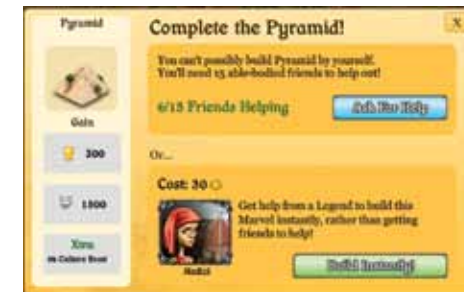 Pyramid
Complete the Pyramid!
X
You can't possibly build Pyramid by yourself.
You'll need 15 able-bodied friends to help out!
6/15 Friends Helping
Ask For Help
Gain
300
1500
Or...
Cost: 30
Get help from a Legend to build this
Marvel instantly, rather than getting
friends to help!
Build Instantly!